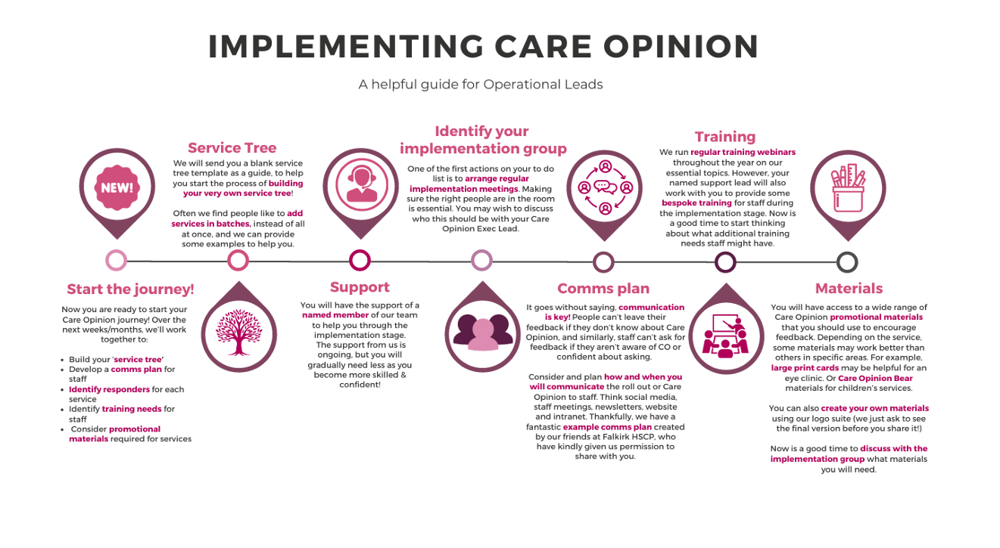 IMPLEMENTING CARE OPINION
A helpful guide for Operational Leads
NEW!
Start the journey!
Now you are ready to start your
Care Opinion journey! Over the
next weeks/months, we'll work
together to:
• Build your 'service tree'
• Develop a comms plan for
staff
• Identify responders for each
service
• Identify training needs for
staff
• Consider promotional
materials required for services
Service Tree
We will send you a blank service
tree template as a guide, to help
you start the process of building
your very own service tree!
Often we find people like to add
services in batches, instead of all
at once, and we can provide
some examples to help you.
Support
You will have the support of a
named member of our team
to help you through the
implementation stage.
The support from us is
ongoing, but you will
gradually need less as you
become more skilled &
confident!
Identify your
implementation group
One of the first actions on your to do
list is to arrange regular
implementation meetings. Making
sure the right people are in the room
is essential. You may wish to discuss
who this should be with your Care
Opinion Exec Lead.
Comms plan
It goes without saying, communication
is key! People can't leave their
feedback if they don't know about Care
Opinion, and similarly, staff can't ask for
feedback if they aren't aware of CO or
confident about asking.
Consider and plan how and when you
will communicate the roll out or Care
Opinion to staff. Think social media,
staff meetings, newsletters, website
and intranet. Thankfully, we have a
fantastic example comms plan created
by our friends at Falkirk HSCP, who
have kindly given us permission to
share with you.
Training
We run regular training webinars
throughout the year on our
essential topics. However, your
named support lead will also
work with you to provide some
bespoke training for staff during
the implementation stage. Now is
a good time to start thinking
about what additional training
needs staff might have.
Materials
You will have access to a wide range of
Care Opinion promotional materials
that you should use to encourage
feedback. Depending on the service,
some materials may work better than
others in specific areas. For example,
large print cards may be helpful for an
eye clinic. Or Care Opinion Bear
materials for children's services.
You can also create your own materials
using our logo suite (we just ask to see
the final version before you share it!)
Now is a good time to discuss with the
implementation group what materials
you will need.